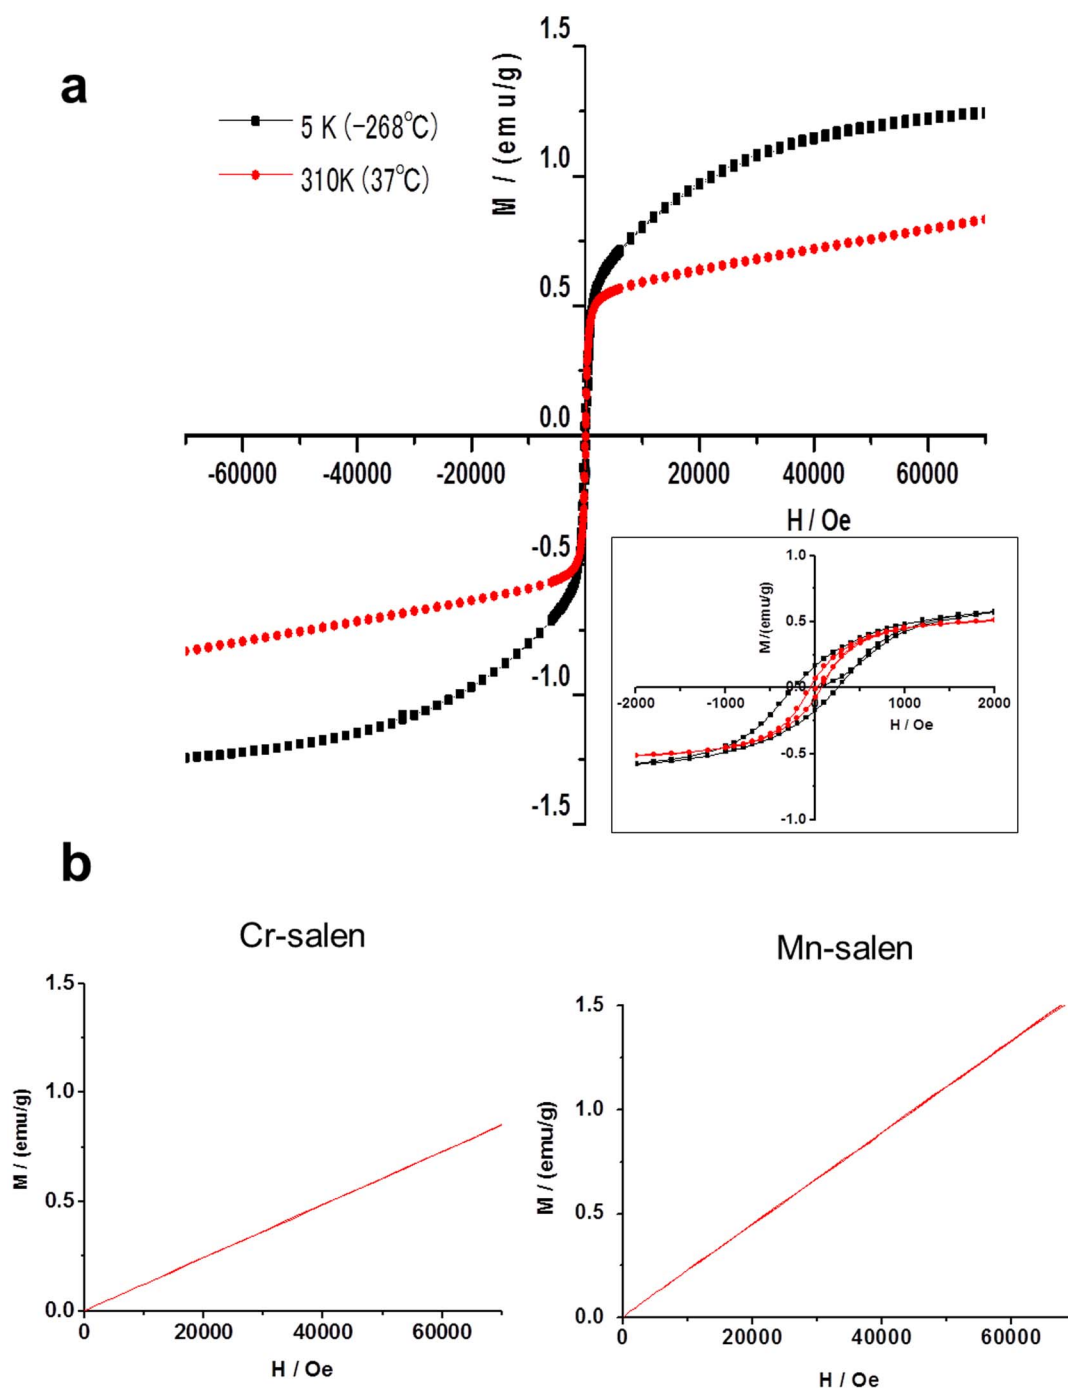 a
5 K (−268°C)
310K (37°C)
M / (em u/g)
1.5
1.0
0.5
0.0
-0.5
-1.0
-1.5
-60000 -40000 -20000 20000 40000 60000
H / Oe
M /(emu/g)
1.0
0.5
0.0
-0.5
-1.0
-2000 -1000 0 1000 2000
H / Oe
b
Cr-salen
M / (emu/g)
1.5
1.0
0.5
0.0
0 20000 40000 60000
H / Oe
Mn-salen
M / (emu/g)
1.5
1.0
0.5
0.0
0 20000 40000 60000
H / Oe